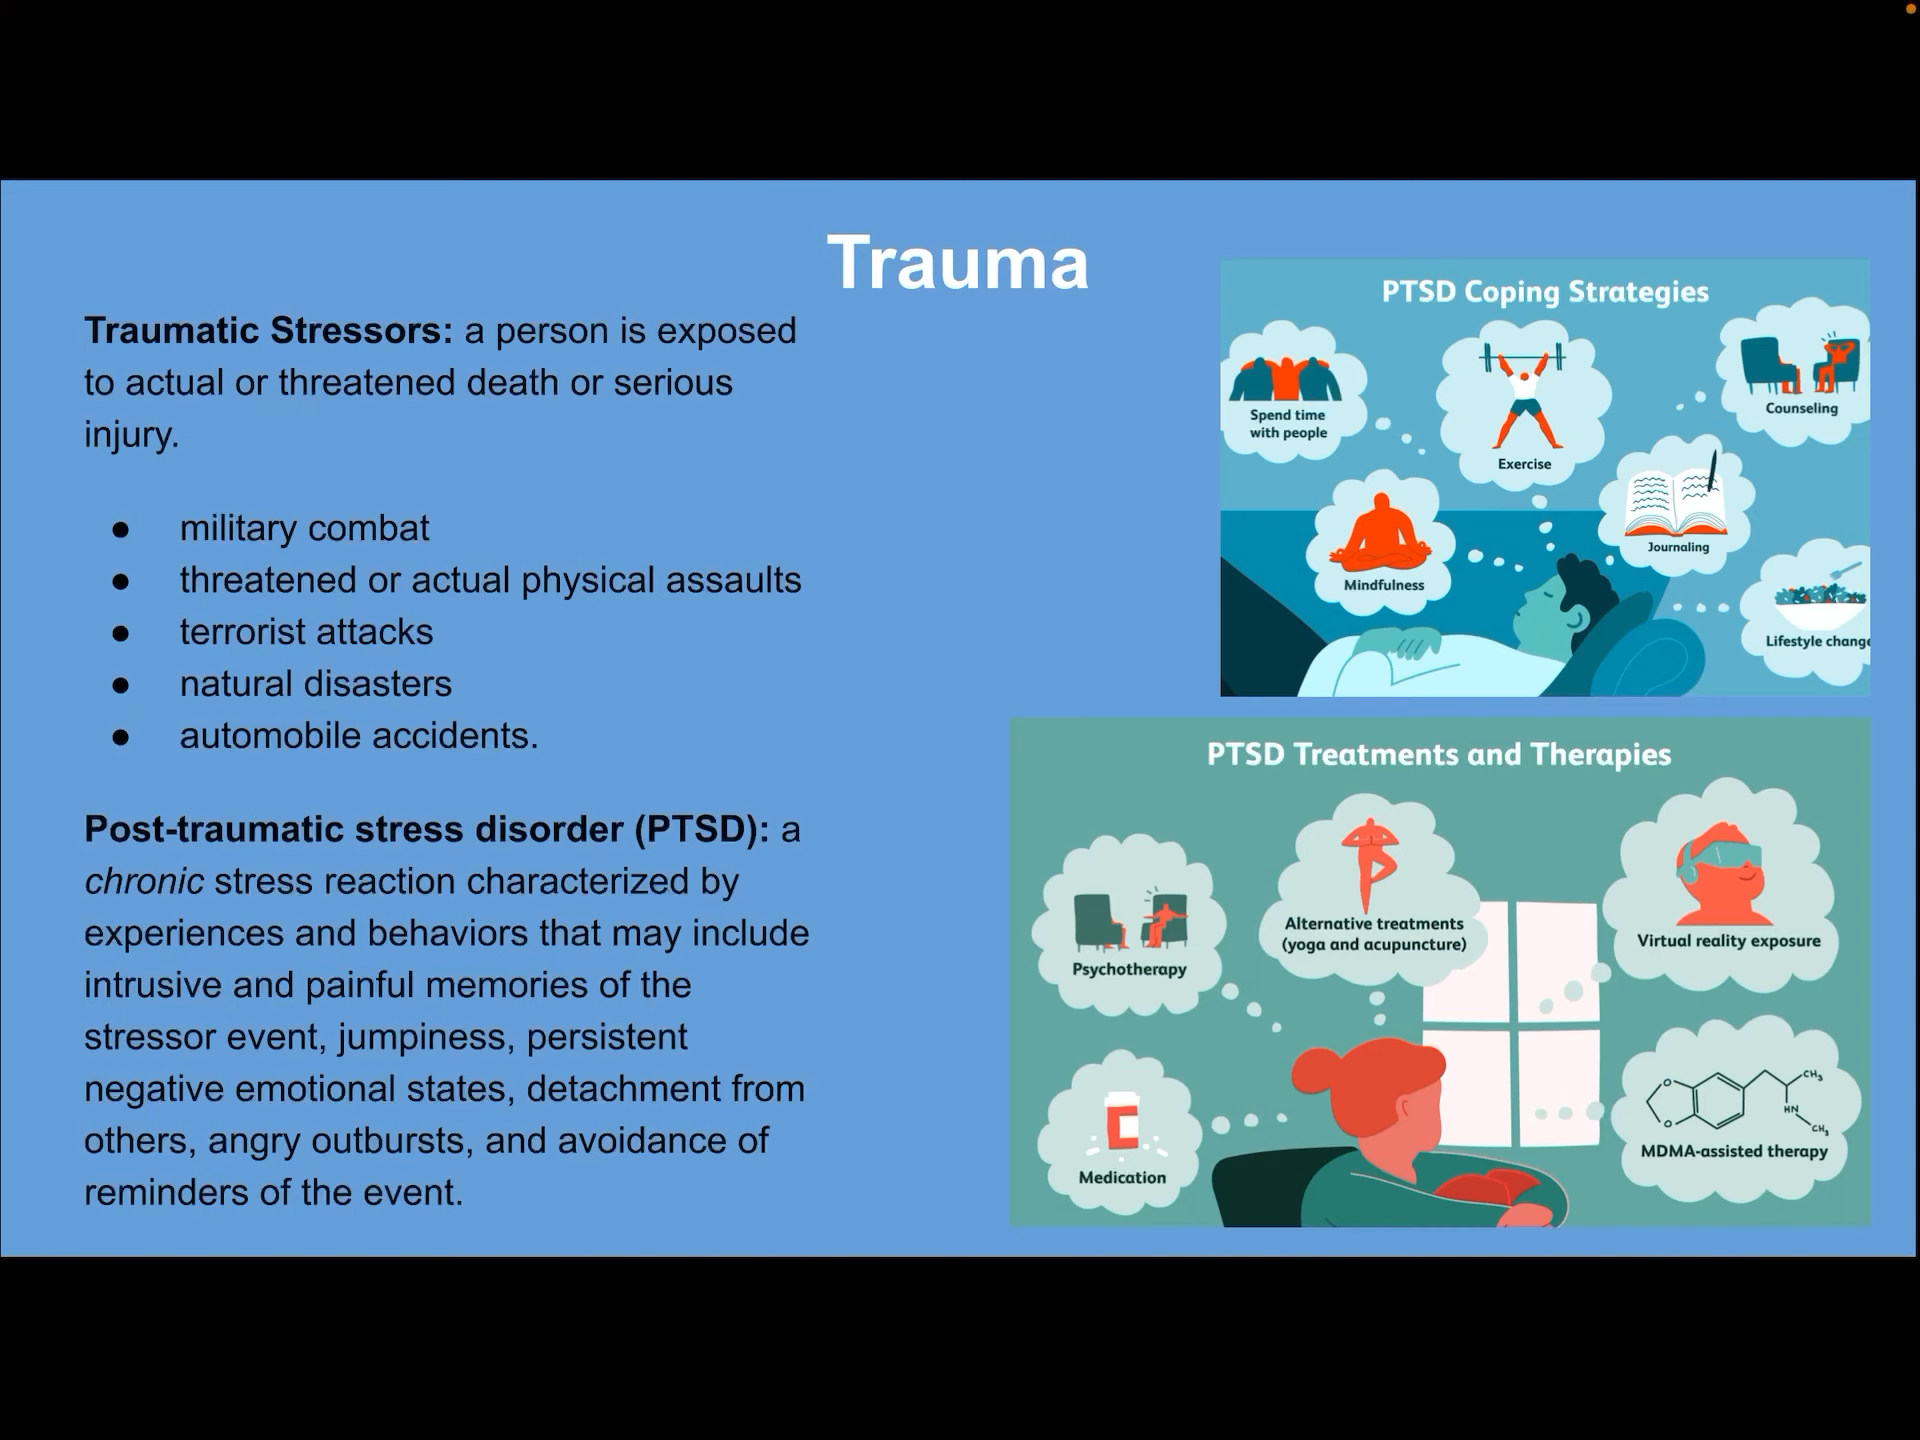 Trauma
Traumatic Stressors: a person is exposed
to actual or threatened death or serious
injury.
● military combat
● threatened or actual physical assaults
● terrorist attacks
● natural disasters
● automobile accidents.
Post-traumatic stress disorder (PTSD): a
chronic stress reaction characterized by
experiences and behaviors that may include
intrusive and painful memories of the
stressor event, jumpiness, persistent
negative emotional states, detachment from
others, angry outbursts, and avoidance of
reminders of the event.
PTSD Coping Strategies
Spend time
with people
Exercise
Counseling
Mindfulness
Journaling
Lifestyle change
PTSD Treatments and Therapies
Psychotherapy
Alternative treatments
(yoga and acupuncture)
Virtual reality exposure
Medication
O
O
CH₃
HN
CH₃
MDMA-assisted therapy